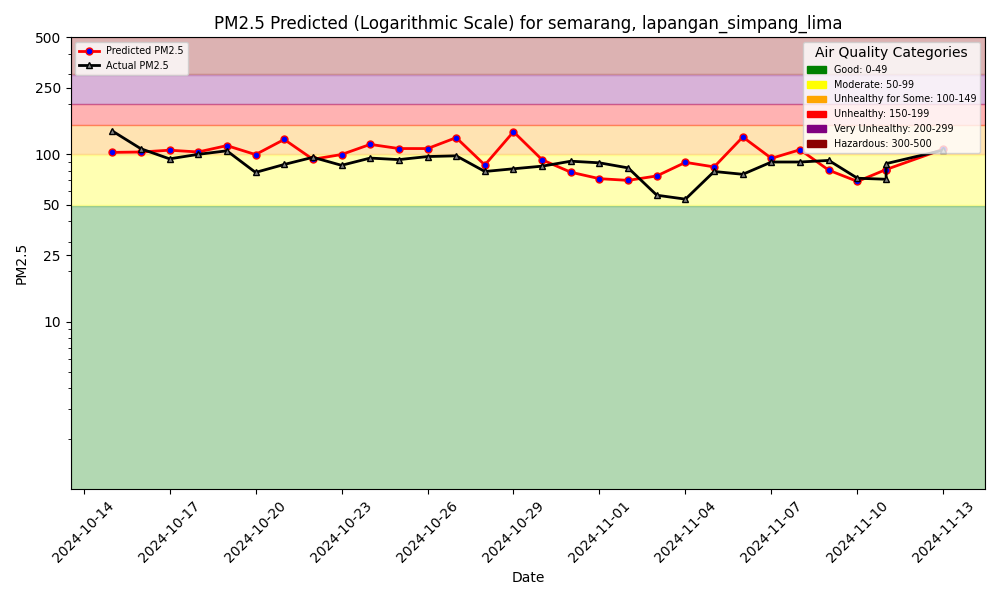 PM2.5 Predicted (Logarithmic Scale) for semarang, lapangan_simpang_lima
500
250
100
50
25
10
PM2.5
Predicted PM2.5
Actual PM2.5
Air Quality Categories
Good: 0-49
Moderate: 50-99
Unhealthy for Some: 100-149
Unhealthy: 150-199
Very Unhealthy: 200-299
Hazardous: 300-500
2024-10-14
2024-10-17
2024-10-20
2024-10-23
2024-10-26
2024-10-29
2024-11-01
2024-11-04
2024-11-07
2024-11-10
2024-11-13
Date